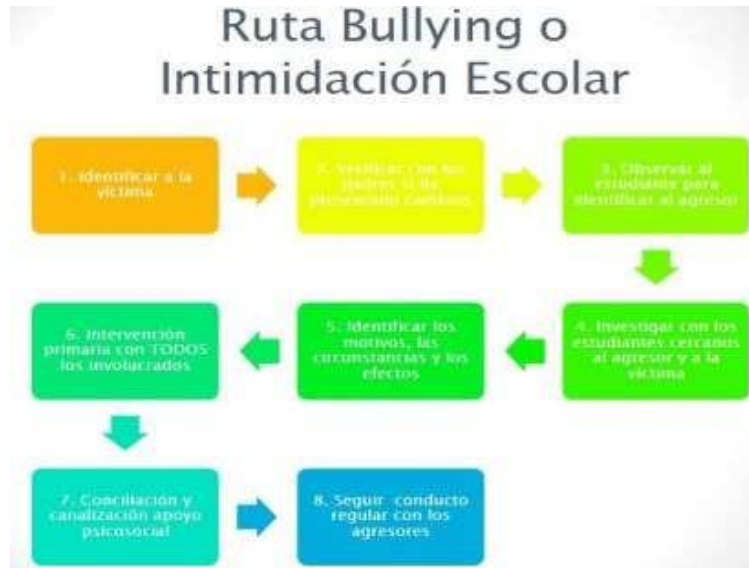 Ruta Bullying o
Intimidación Escolar
1. Identificar a la
víctima
2. Verificar con los
padres si ha
presentado cambios
3. Observar al
estudiante para
identificar al agresor
4. Investigar con los
estudiantes cercanos
al agresor y a la
víctima
5. Identificar los
motivos, las
circunstancias y los
efectos
6. Intervención
primaria con TODOS
los involucrados
7. Conciliación y
canalización apoyo
psicosocial
8. Seguir conducto
regular con los
agresores